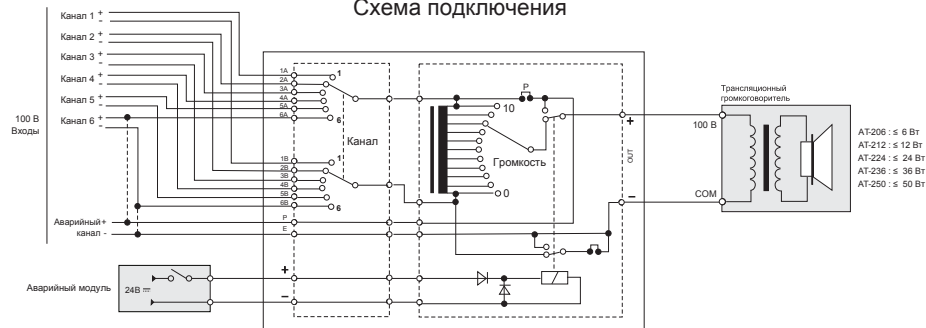 Схема подключения
Канал 1 + -
Канал 2 + -
Канал 3 + -
Канал 4 + -
Канал 5 + -
Канал 6 + -
100 В
Входы
Аварийный+
канал -
Аварийный модуль
24В
1A
2A
3A
4A
5A
6A
1
6
Канал
1B
2B
3B
4B
5B
6B
1
6
P
E
+
−
10
Громкость
0
P
+
OUT
−
Трансляционный
громкоговоритель
100 В
COM
AT-206 : ≤ 6 Вт
AT-212 : ≤ 12 Вт
AT-224 : ≤ 24 Вт
AT-236 : ≤ 36 Вт
AT-250 : ≤ 50 Вт